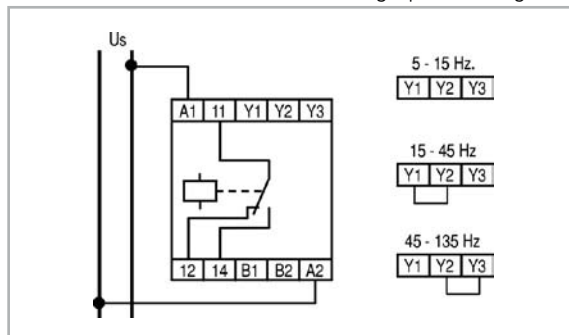 Us
A1 11 Y1 Y2 Y3
12 14 B1 B2 A2
5 - 15 Hz.
Y1 Y2 Y3
15 - 45 Hz
Y1 Y2 Y3
45 - 135 Hz
Y1 Y2 Y3